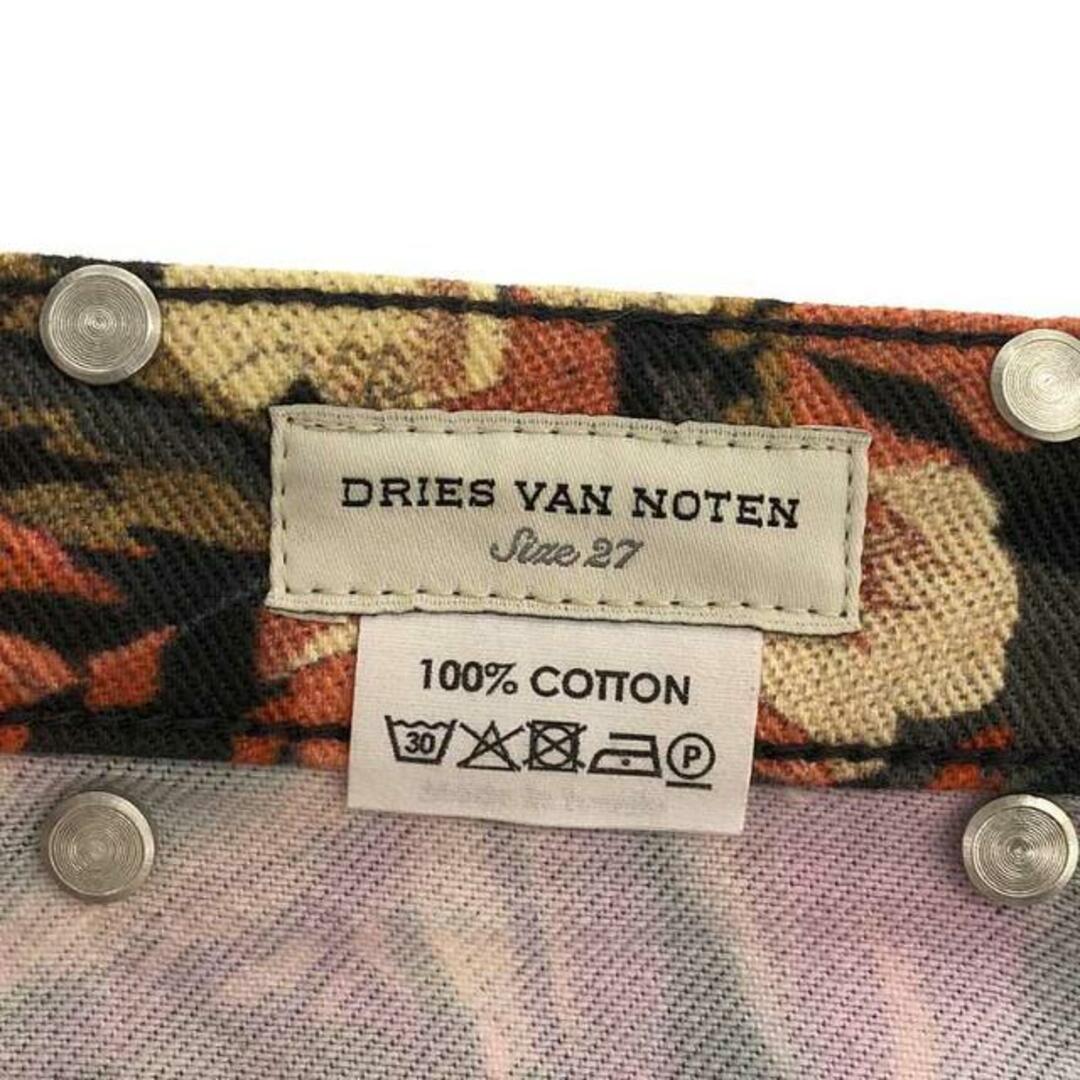 DRIES VAN NOTEN
Size 27
100% COTTON
30 P